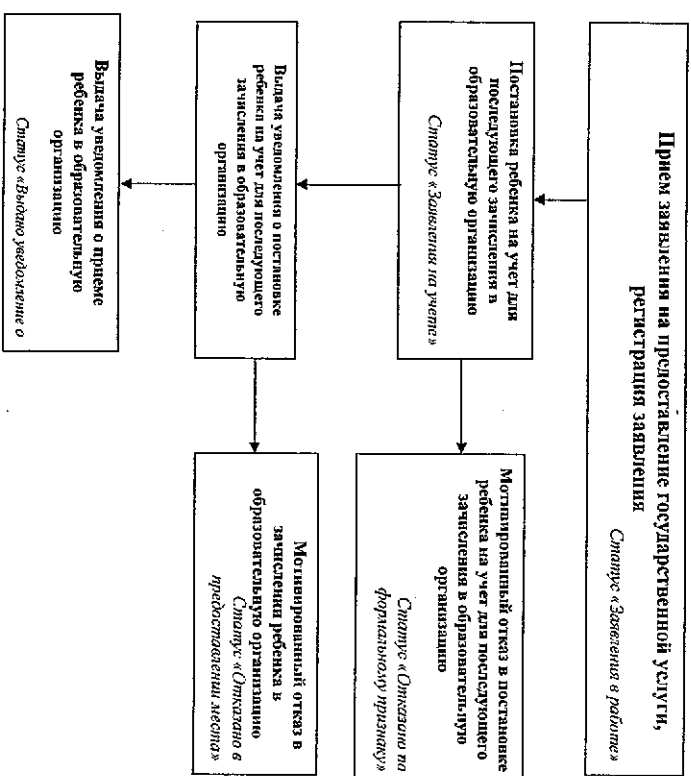 Прием заявления на предоставление государственной услуги,
регистрация заявления
Статус «Заявления в работе»
Постановка ребенка на учет для
последующего зачисления в
образовательную организацию
Статус «Заявления на учете»
Мотивированный отказ в постановке
ребенка на учет для последующего
зачисления в образовательную
организацию
Статус «Отказано по
формальному признаку»
Выдача уведомления о постановке
ребенка на учет для последующего
зачисления в образовательную
организацию
Мотивированный отказ в
зачислении ребенка в
образовательную организацию
Статус «Отказано в
предоставлении места»
Выдача уведомления о приеме
ребенка в образовательную
организацию
Статус «Выдано уведомление о